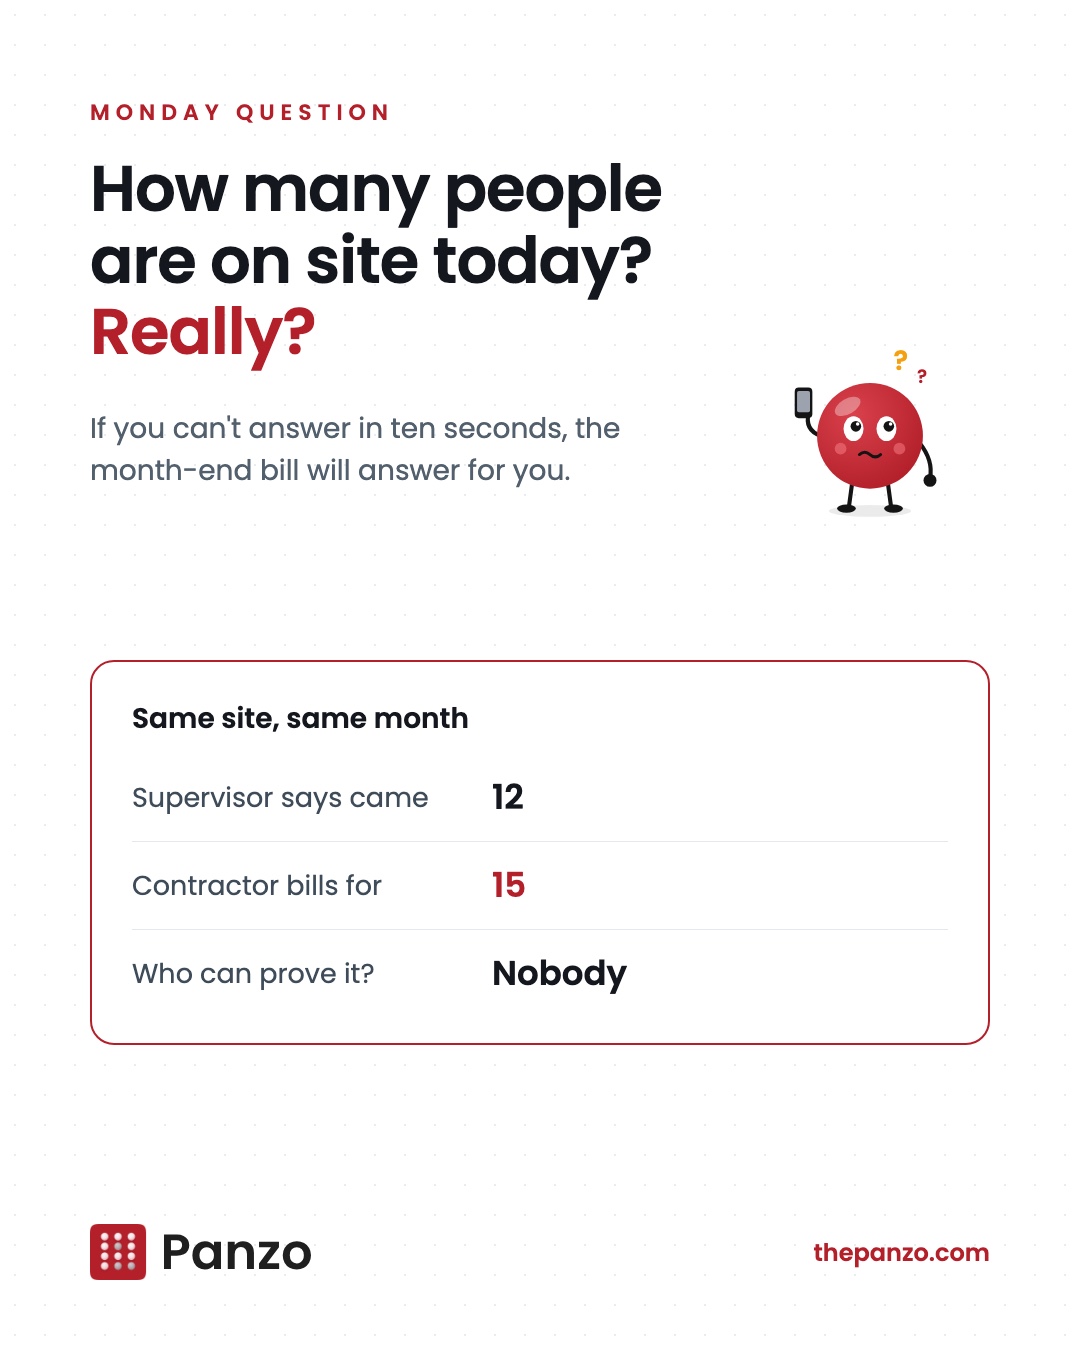 MONDAY QUESTION
How many people
are on site today?
Really?
If you can't answer in ten seconds, the
month-end bill will answer for you.
? ?
Same site, same month
Supervisor says came 12
Contractor bills for 15
Who can prove it? Nobody
Panzo
thepanzo.com